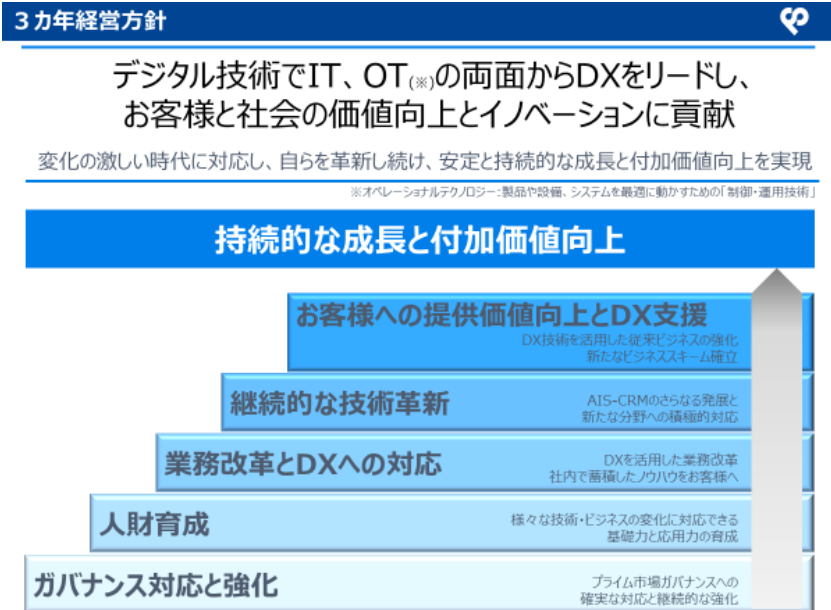 3カ年経営方針
デジタル技術でIT、OT(※)の両面からDXをリードし、
お客様と社会の価値向上とイノベーションに貢献
変化の激しい時代に対応し、自らを革新し続け、安定と持続的な成長と付加価値向上を実現
※オペレーショナルテクノロジー：製品や設備、システムを最適に動かすための「制御・運用技術」
持続的な成長と付加価値向上
お客様への提供価値向上とDX支援
DX技術を活用した従来ビジネスの強化
新たなビジネススキーム確立
継続的な技術革新
AIS-CRMのさらなる発展と
新たな分野への積極的対応
業務改革とDXへの対応
DXを活用した業務改革
社内で蓄積したノウハウをお客様へ
人財育成
様々な技術・ビジネスの変化に対応できる
基礎力と応用力の育成
ガバナンス対応と強化
プライム市場ガバナンスへの
確実な対応と継続的な強化